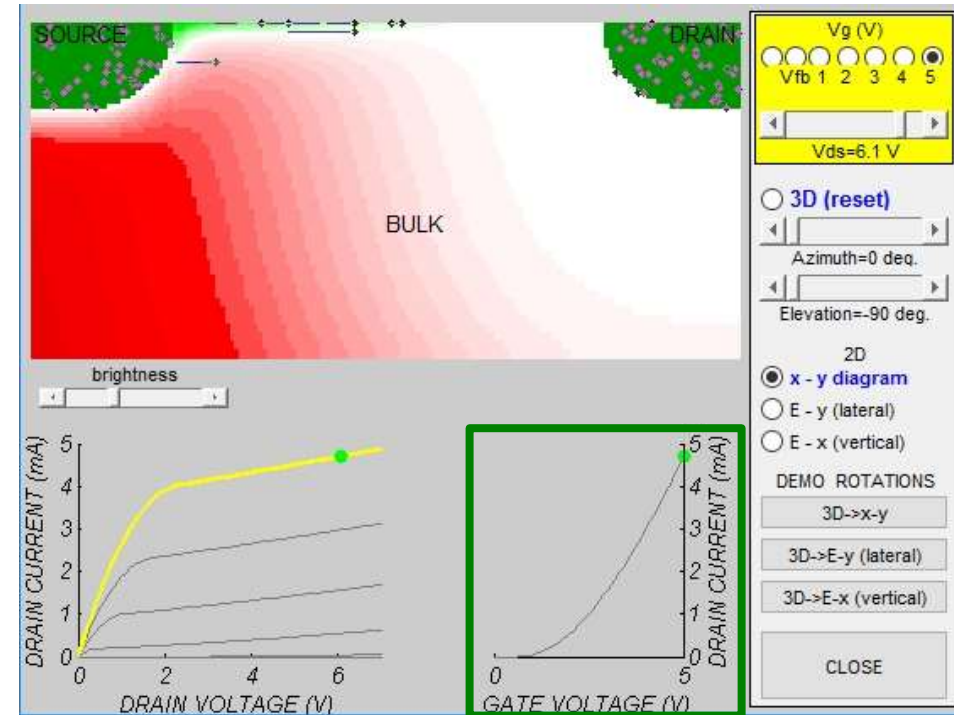 SOURCE
DRAIN
BULK
brightness
5
4
3
2
1
0
0 2 4 6
DRAIN CURRENT (mA)
DRAIN VOLTAGE (V)
5
4
3
2
1
0
0 5
DRAIN CURRENT (mA)
GATE VOLTAGE (V)
Vg (V)
Vfb 1 2 3 4 5
Vds=6.1 V
3D (reset)
Azimuth=0 deg.
Elevation=-90 deg.
2D
x - y diagram
E - y (lateral)
E - x (vertical)
DEMO ROTATIONS
3D->x-y
3D->E-y (lateral)
3D->E-x (vertical)
CLOSE